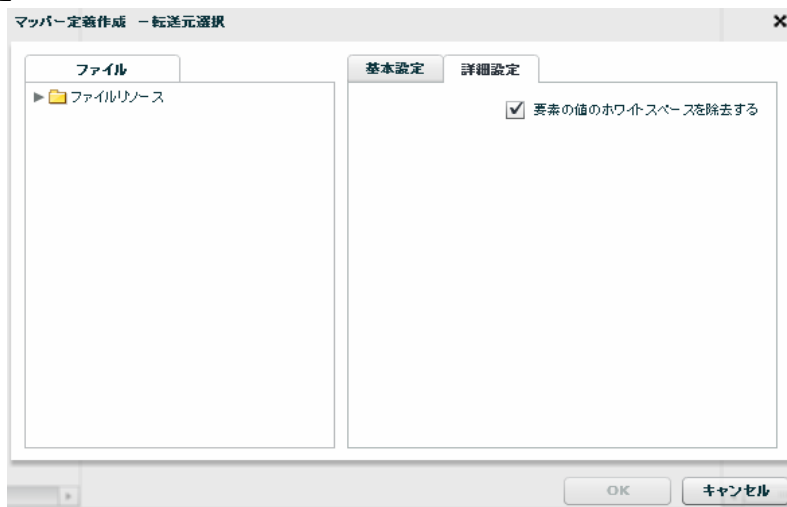 マッパー定義作成 －転送元選択
ファイル
基本設定 詳細設定
ファイルリソース
要素の値のホワイトスペースを除去する
OK キャンセル